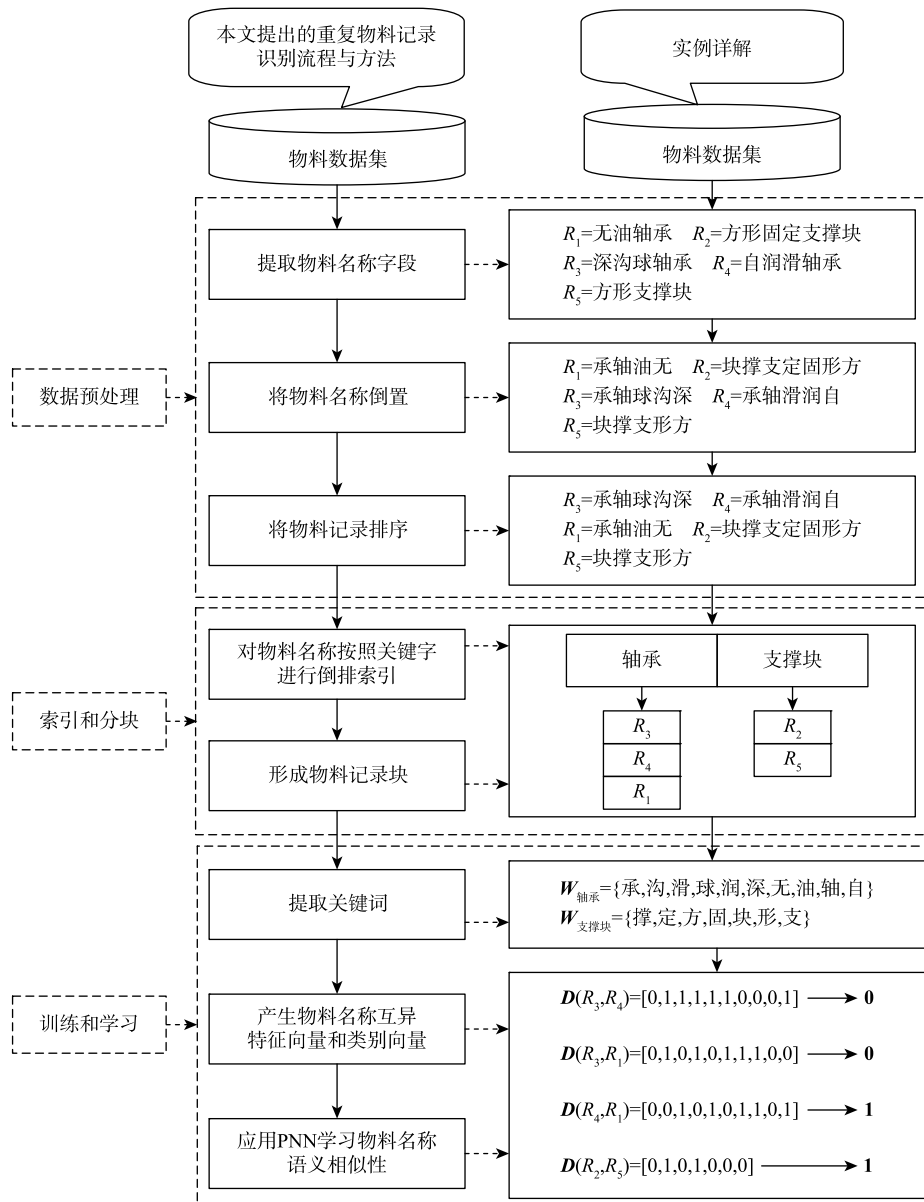 本文提出的重复物料记录
识别流程与方法
实例详解
物料数据集
物料数据集
提取物料名称字段
R₁=无油轴承 R₂=方形固定支撑块
R₃=深沟球轴承 R₄=自润滑轴承
R₅=方形支撑块
数据预处理
将物料名称倒置
R₁=承轴油无 R₂=块撑支定固形方
R₃=承轴球沟深 R₄=承轴滑润自
R₅=块撑支形方
将物料记录排序
R₃=承轴球沟深 R₄=承轴滑润自
R₁=承轴油无 R₂=块撑支定固形方
R₅=块撑支形方
索引和分块
对物料名称按照关键字
进行倒排索引
形成物料记录块
轴承 支撑块
R₃ R₂
R₄ R₅
R₁
训练和学习
提取关键词
W轴承={承,沟,滑,球,润,深,无,油,轴,自}
W支撑块={撑,定,方,固,块,形,支}
产生物料名称互异
特征向量和类别向量
应用PNN学习物料名称
语义相似性
D(R₃,R₄)=[0,1,1,1,1,1,0,0,0,1] 0
D(R₃,R₁)=[0,1,0,1,0,1,1,1,0,0] 0
D(R₄,R₁)=[0,0,1,0,1,0,1,1,0,1] 1
D(R₂,R₅)=[0,1,0,1,0,0,0] 1